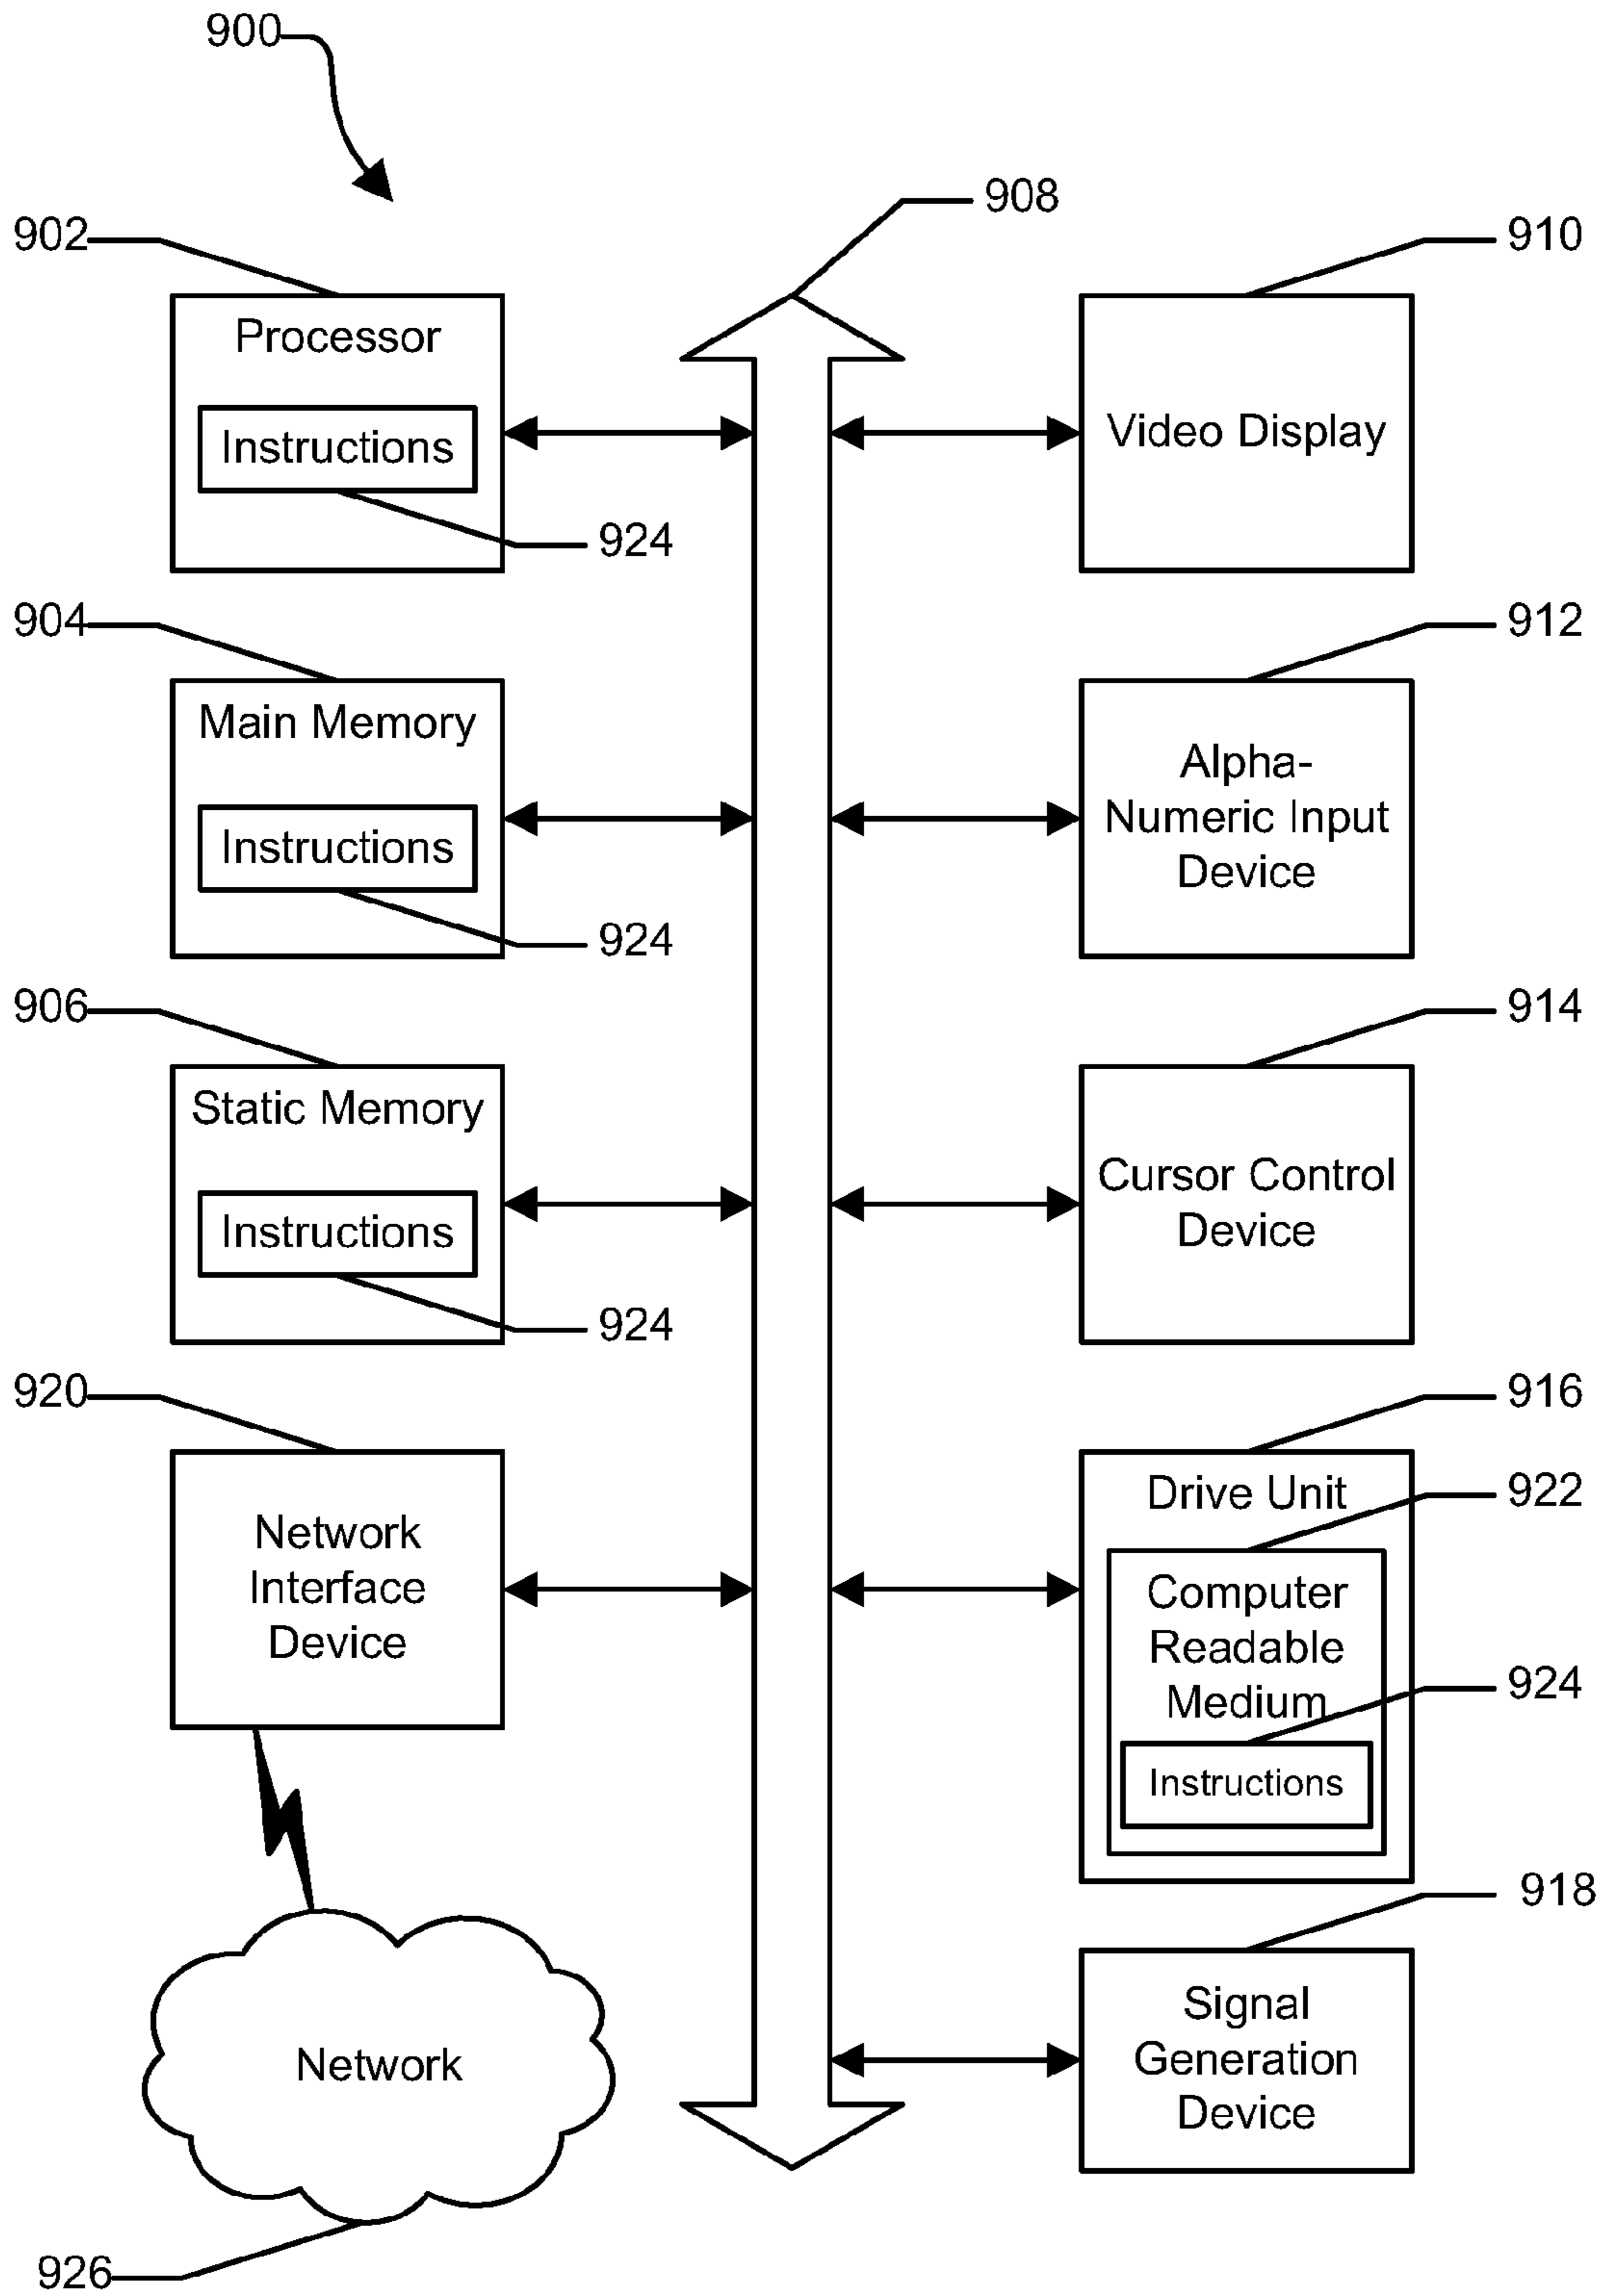 900
908
902
910
Processor
Instructions
924
Video Display
904
912
Main Memory
Instructions
924
Alpha-
Numeric Input
Device
906
914
Static Memory
Instructions
924
Cursor Control
Device
920
916
Network
Interface
Device
Drive Unit
922
Computer
Readable
Medium
924
Instructions
918
Signal
Generation
Device
Network
926